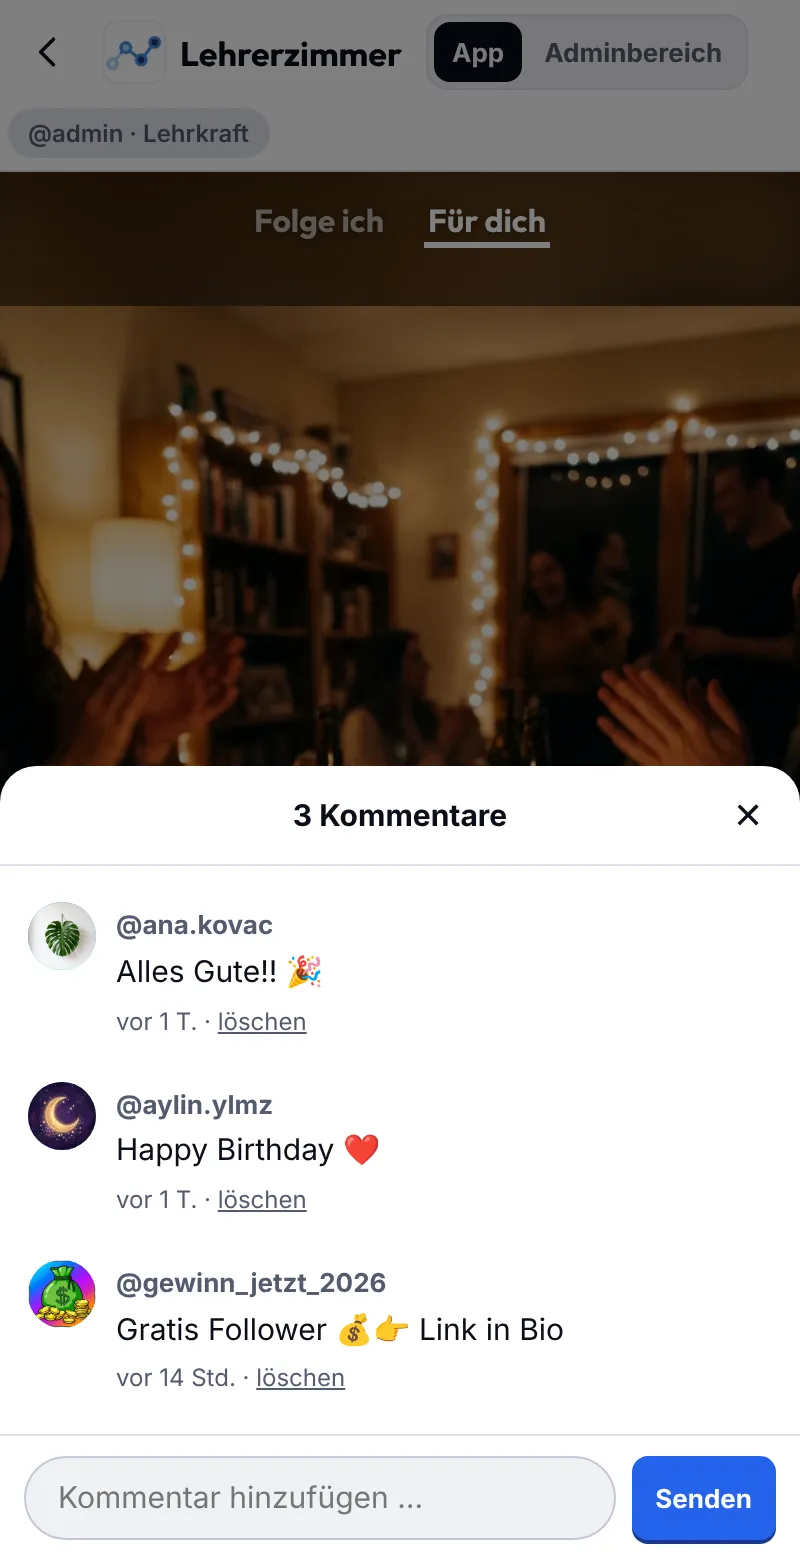 Lehrerzimmer
App
Adminbereich
@admin · Lehrkraft
Folge ich
Für dich
3 Kommentare
@ana.kovac
Alles Gute!! 🎉
vor 1 T. · löschen
@aylin.ylmz
Happy Birthday ❤️
vor 1 T. · löschen
@gewinn_jetzt_2026
Gratis Follower 💰👉 Link in Bio
vor 14 Std. · löschen
Kommentar hinzufügen ...
Senden